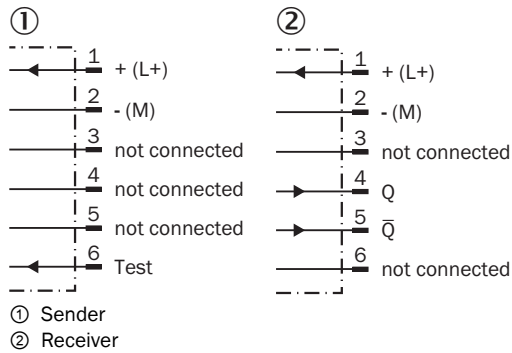 ①
1 + (L+)
2 - (M)
3 not connected
4 not connected
5 not connected
6 Test
②
1 + (L+)
2 - (M)
3 not connected
4 Q
5 Q̅
6 not connected
① Sender
② Receiver